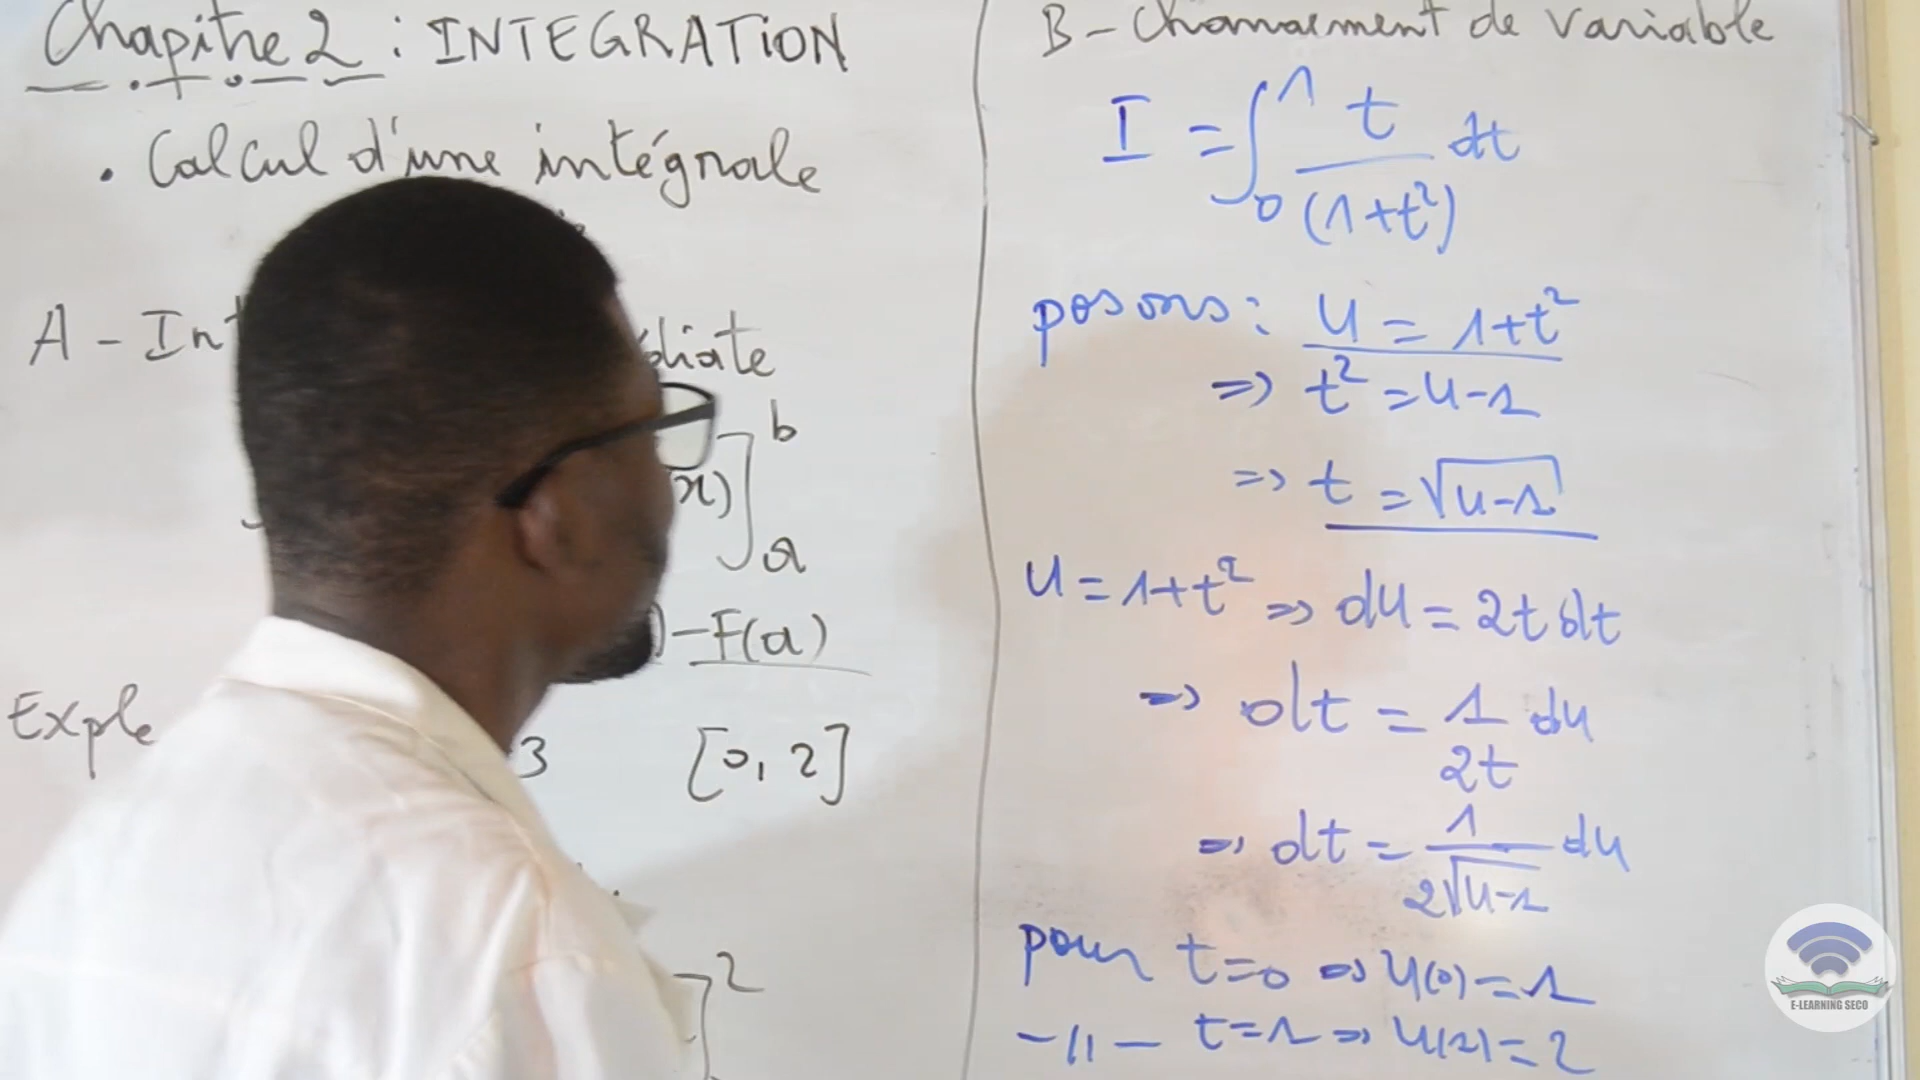 Chapitre 2 : INTEGRATION
. Calcul d'une intégrale
A - Int
diate
(x)]
b
a
) - F(a)
Exple
3 [0, 2]
]2
B - Changement de variable
I = ∫₀¹ t/(1+t²) dt
posons : U = 1+t²
=> t² = U-1
=> t = √(U-1)
U = 1+t² => dU = 2t dt
=> dt = 1/2t du
=> dt = 1/(2√(U-1)) du
pour t=0 => U(0) = 1
-//- t=1 => U(1) = 2
E-LEARNING SECO